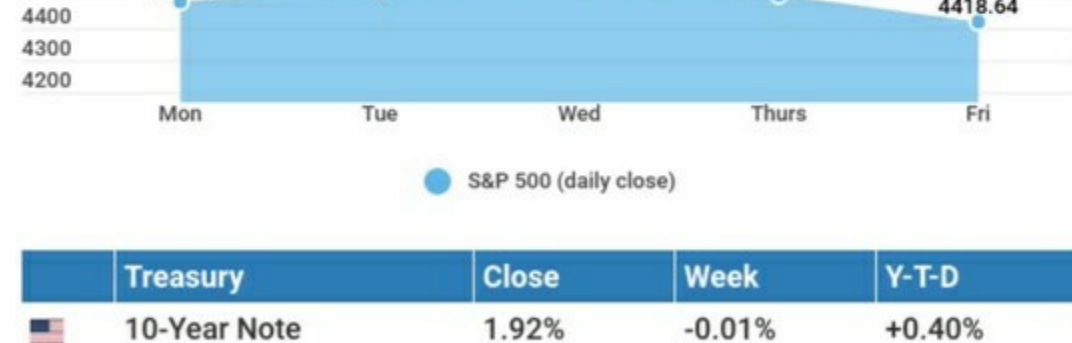 4400
4418.64
4300
4200
Mon Tue Wed Thurs Fri
S&P 500 (daily close)
Treasury Close Week Y-T-D
10-Year Note 1.92% -0.01% +0.40%